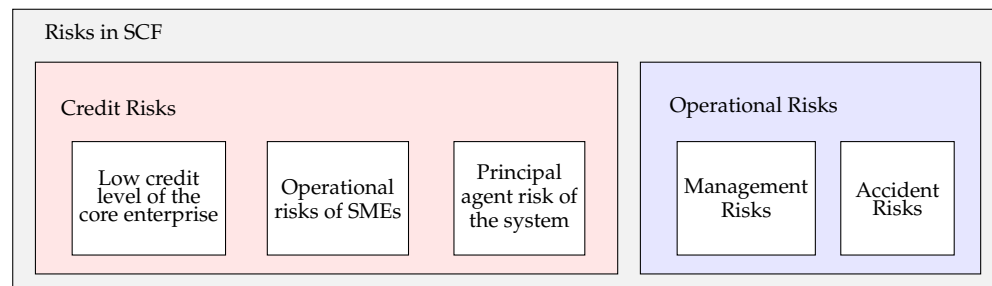 Risks in SCF
Credit Risks
Low credit
level of the
core enterprise
Operational
risks of SMEs
Principal
agent risk of
the system
Operational Risks
Management
Risks
Accident
Risks